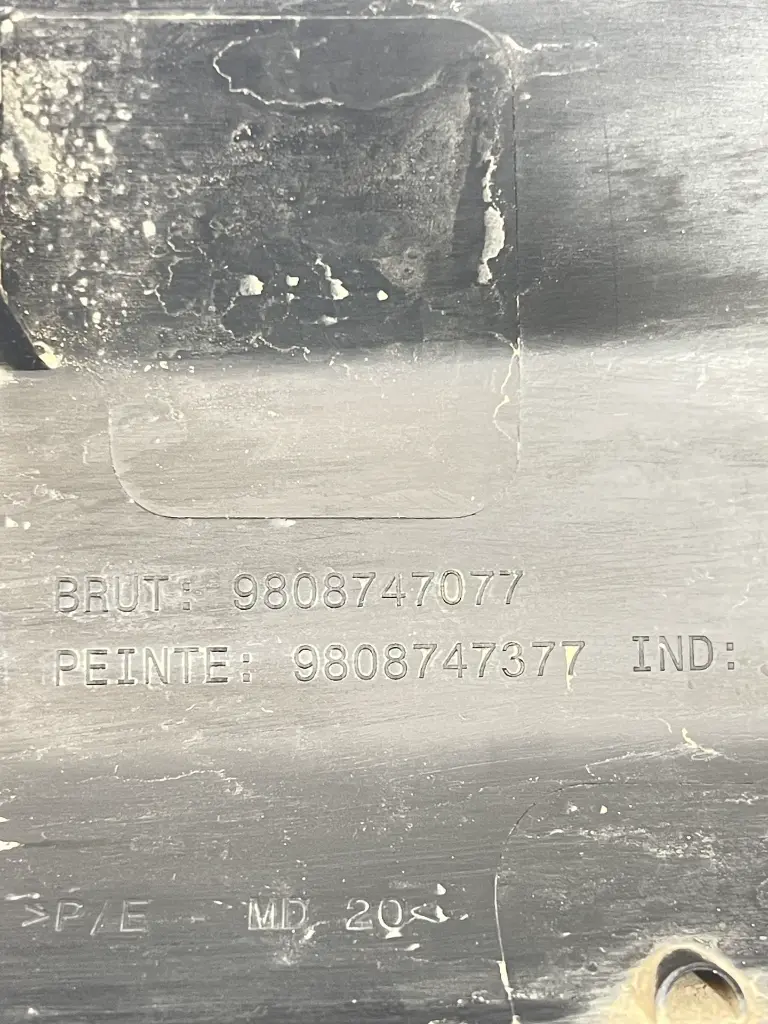 BRUT: 9808747077
PEINTE: 9808747377 IND:
>P/E - MD 20<